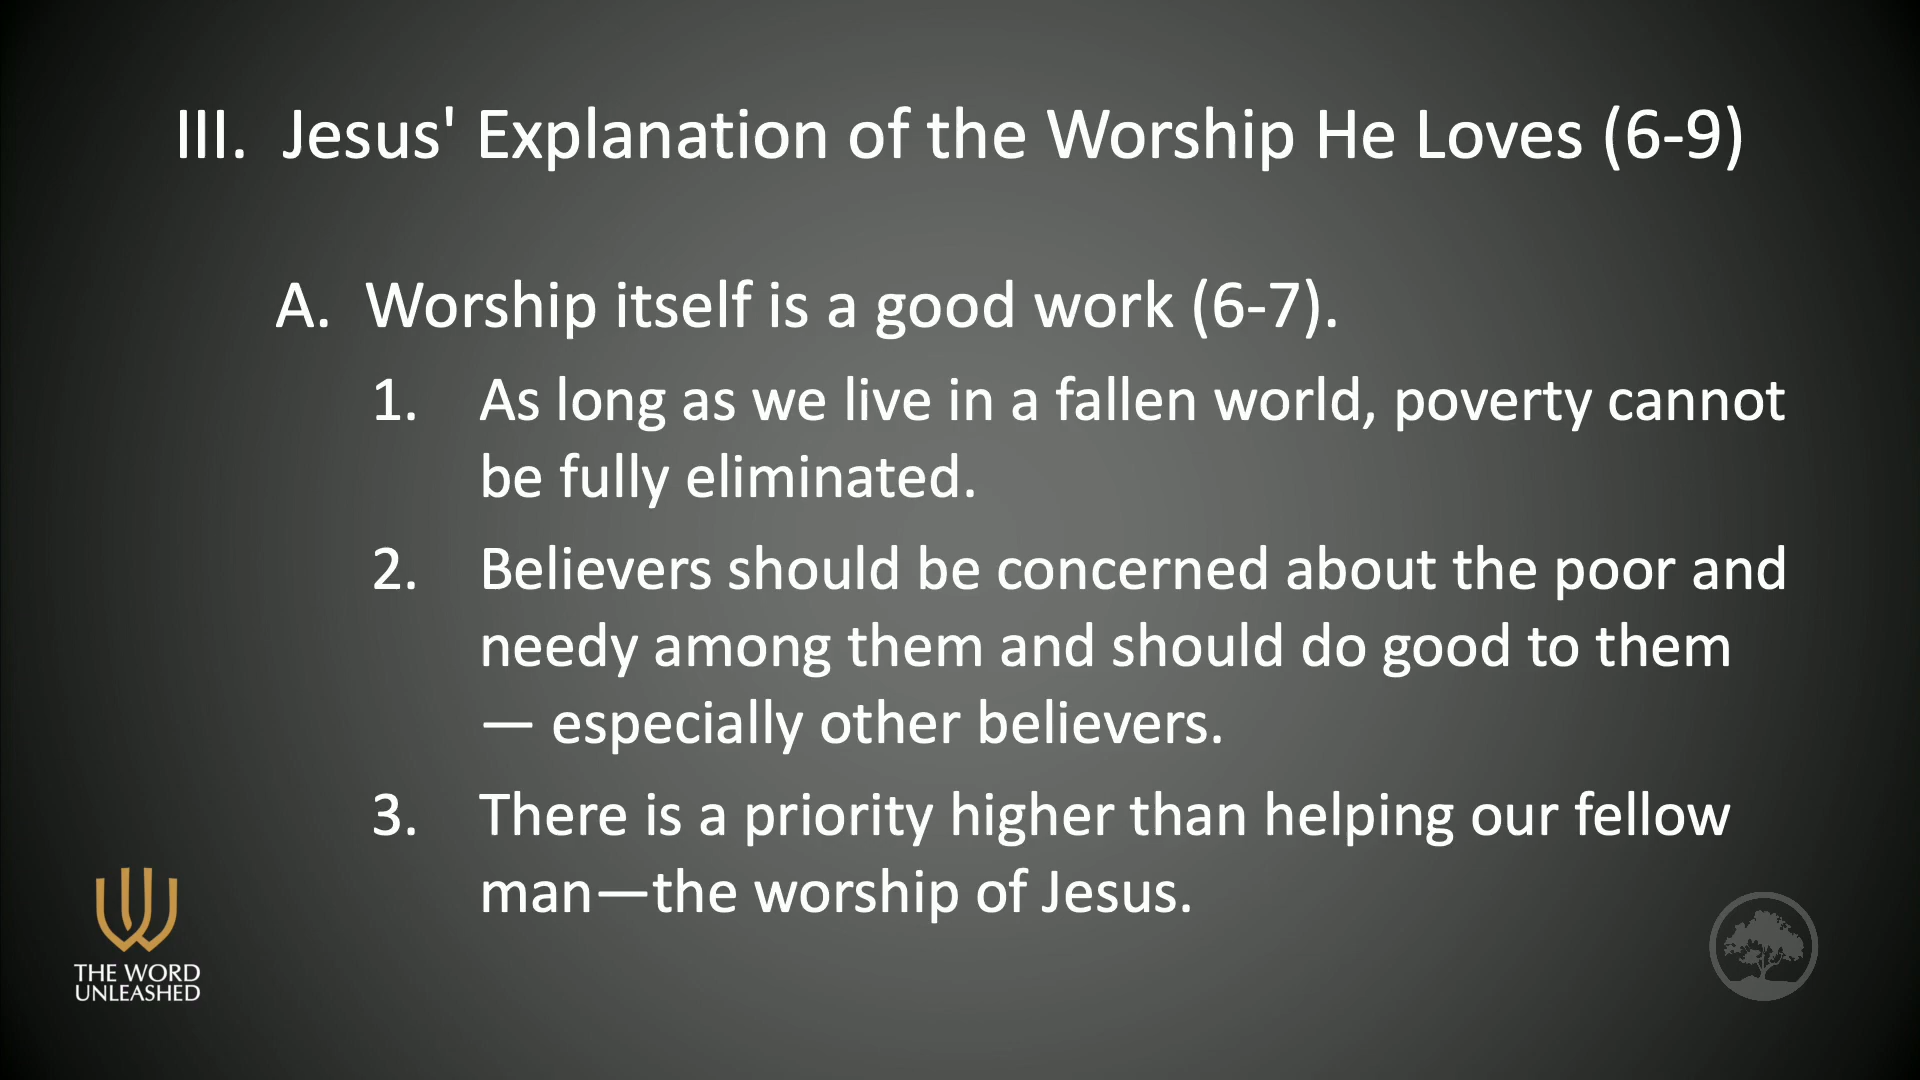 III. Jesus' Explanation of the Worship He Loves (6-9)
A. Worship itself is a good work (6-7).
1. As long as we live in a fallen world, poverty cannot
be fully eliminated.
2. Believers should be concerned about the poor and
needy among them and should do good to them
— especially other believers.
3. There is a priority higher than helping our fellow
man—the worship of Jesus.
THE WORD
UNLEASHED